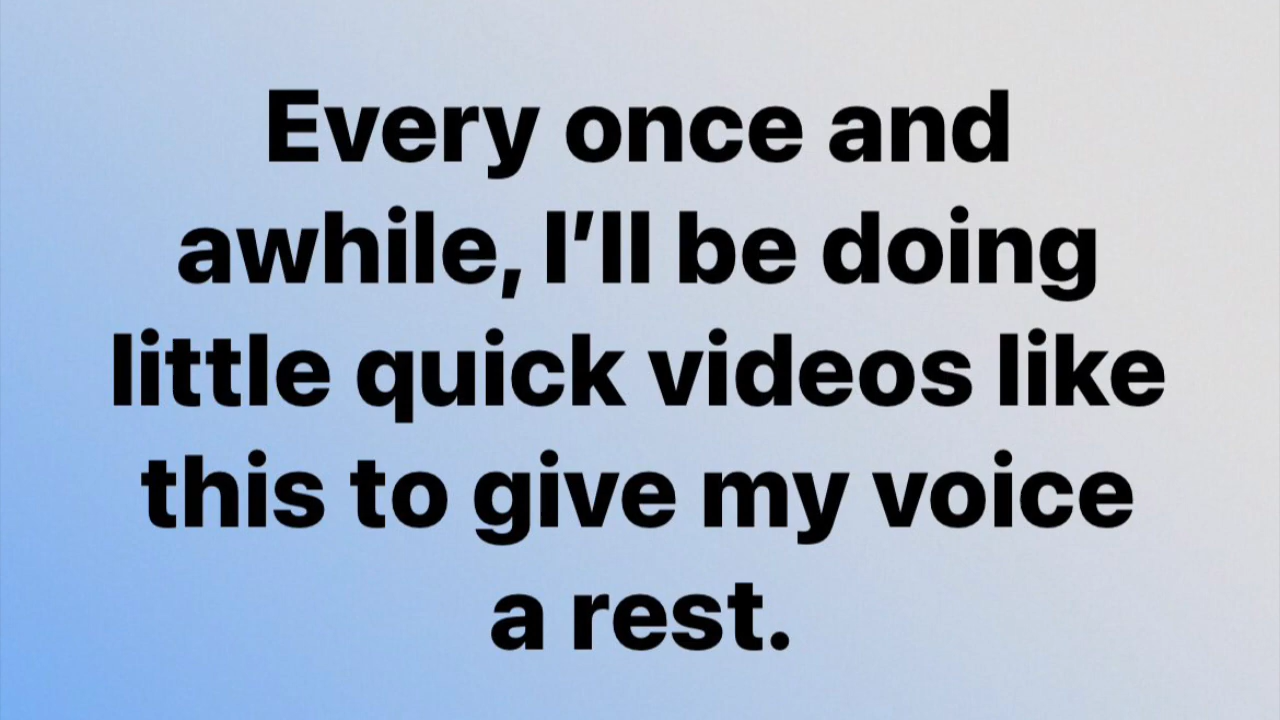 Every once and
awhile, I’ll be doing
little quick videos like
this to give my voice
a rest.